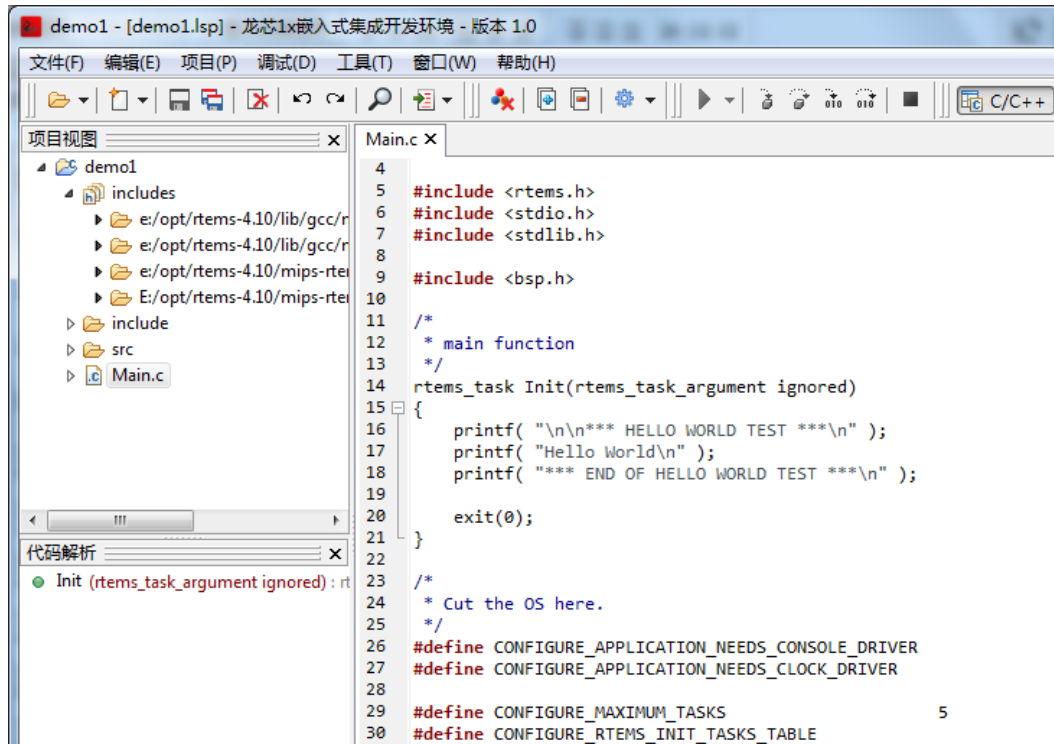 demo1 - [demo1.lsp] - 龙芯1x嵌入式集成开发环境 - 版本 1.0
文件(F) 编辑(E) 项目(P) 调试(D) 工具(T) 窗口(W) 帮助(H)
C/C++
项目视图
demo1
includes
e:/opt/rtems-4.10/lib/gcc/
e:/opt/rtems-4.10/lib/gcc/
e:/opt/rtems-4.10/mips-rte
E:/opt/rtems-4.10/mips-rte
include
src
Main.c
代码解析
Init (rtems_task_argument ignored) : rt
Main.c
4
5 #include <rtems.h>
6 #include <stdio.h>
7 #include <stdlib.h>
8
9 #include <bsp.h>
10
11 /*
12  * main function
13  */
14 rtems_task Init(rtems_task_argument ignored)
15 {
16     printf( "\n\n*** HELLO WORLD TEST ***\n" );
17     printf( "Hello World\n" );
18     printf( "*** END OF HELLO WORLD TEST ***\n" );
19
20     exit(0);
21 }
22
23 /*
24  * Cut the OS here.
25  */
26 #define CONFIGURE_APPLICATION_NEEDS_CONSOLE_DRIVER
27 #define CONFIGURE_APPLICATION_NEEDS_CLOCK_DRIVER
28
29 #define CONFIGURE_MAXIMUM_TASKS 5
30 #define CONFIGURE_RTEMS_INIT_TASKS_TABLE